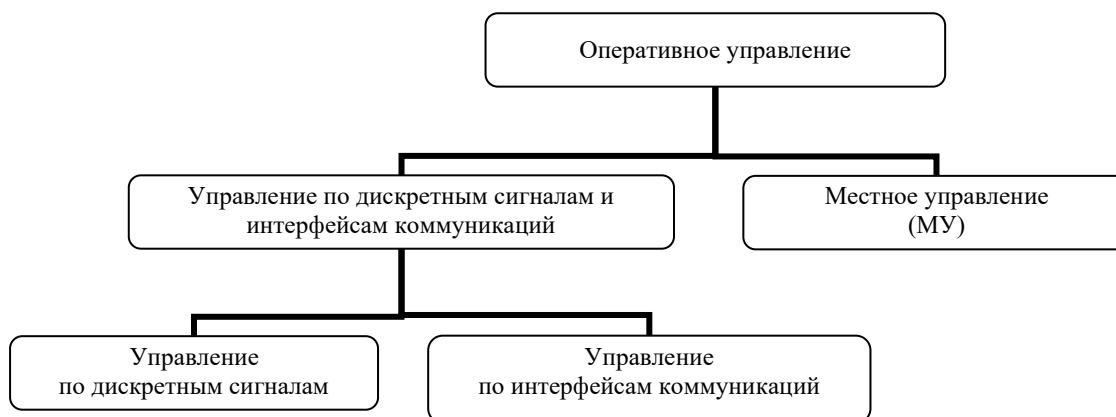 Оперативное управление
Управление по дискретным сигналам и
интерфейсам коммуникаций
Местное управление
(МУ)
Управление
по дискретным сигналам
Управление
по интерфейсам коммуникаций